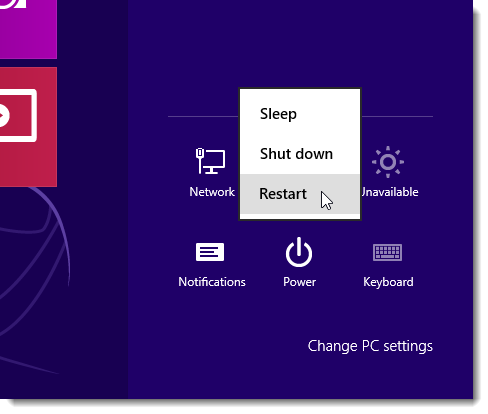 Sleep
Shut down
Restart
Network
Unavailable
Notifications
Power
Keyboard
Change PC settings